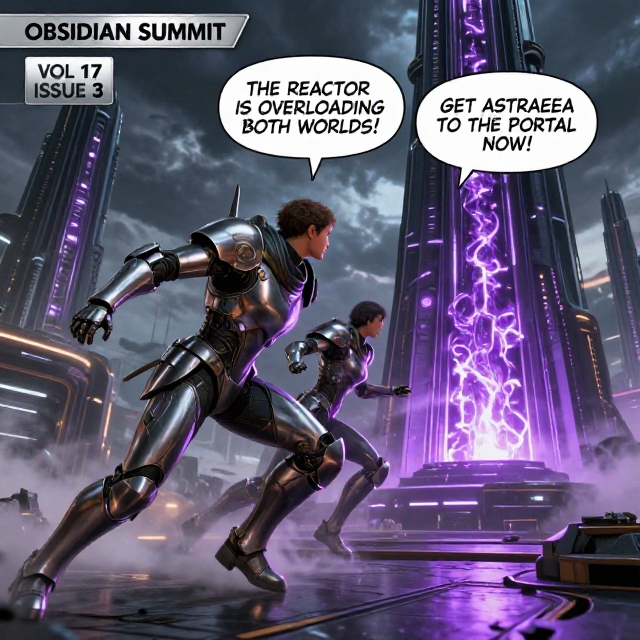 OBSIDIAN SUMMIT
VOL 17
ISSUE 3
THE REACTOR
IS OVERLOADING
BOTH WORLDS!
GET ASTRAEEA
TO THE PORTAL
NOW!